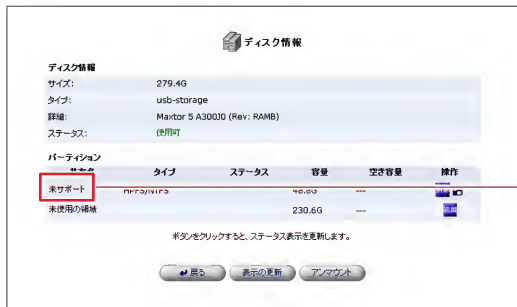 ディスク情報
ディスク情報
サイズ: 279.4G
タイプ: usb-storage
詳細: Maxtor 5 A300J0 (Rev: RAMB)
ステータス: 使用可
パーティション
タイプ ステータス 容量 空き容量 操作
未サポート HPFS/NTFS 48.8G ---
未使用の領域 230.6G ---
ボタンをクリックすると、ステータス表示を更新します。
戻る 表示の更新 アンマウント